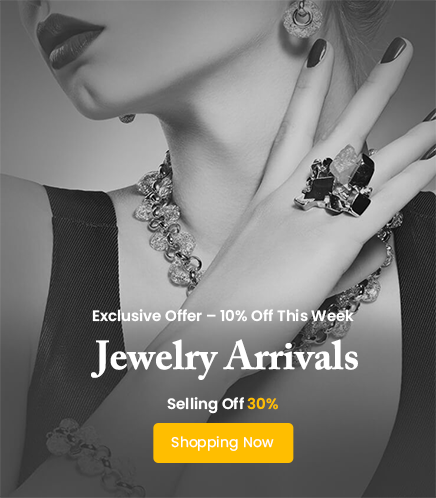 Exclusive Offer – 10% Off This Week
Jewelry Arrivals
Selling Off 30%
Shopping Now